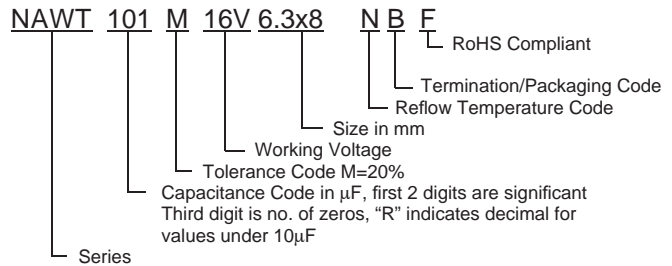 NAWT 101 M 16V 6.3x8 N B F
RoHS Compliant
Termination/Packaging Code
Reflow Temperature Code
Size in mm
Working Voltage
Tolerance Code M=20%
Capacitance Code in μF, first 2 digits are significant
Third digit is no. of zeros, “R” indicates decimal for
values under 10μF
Series